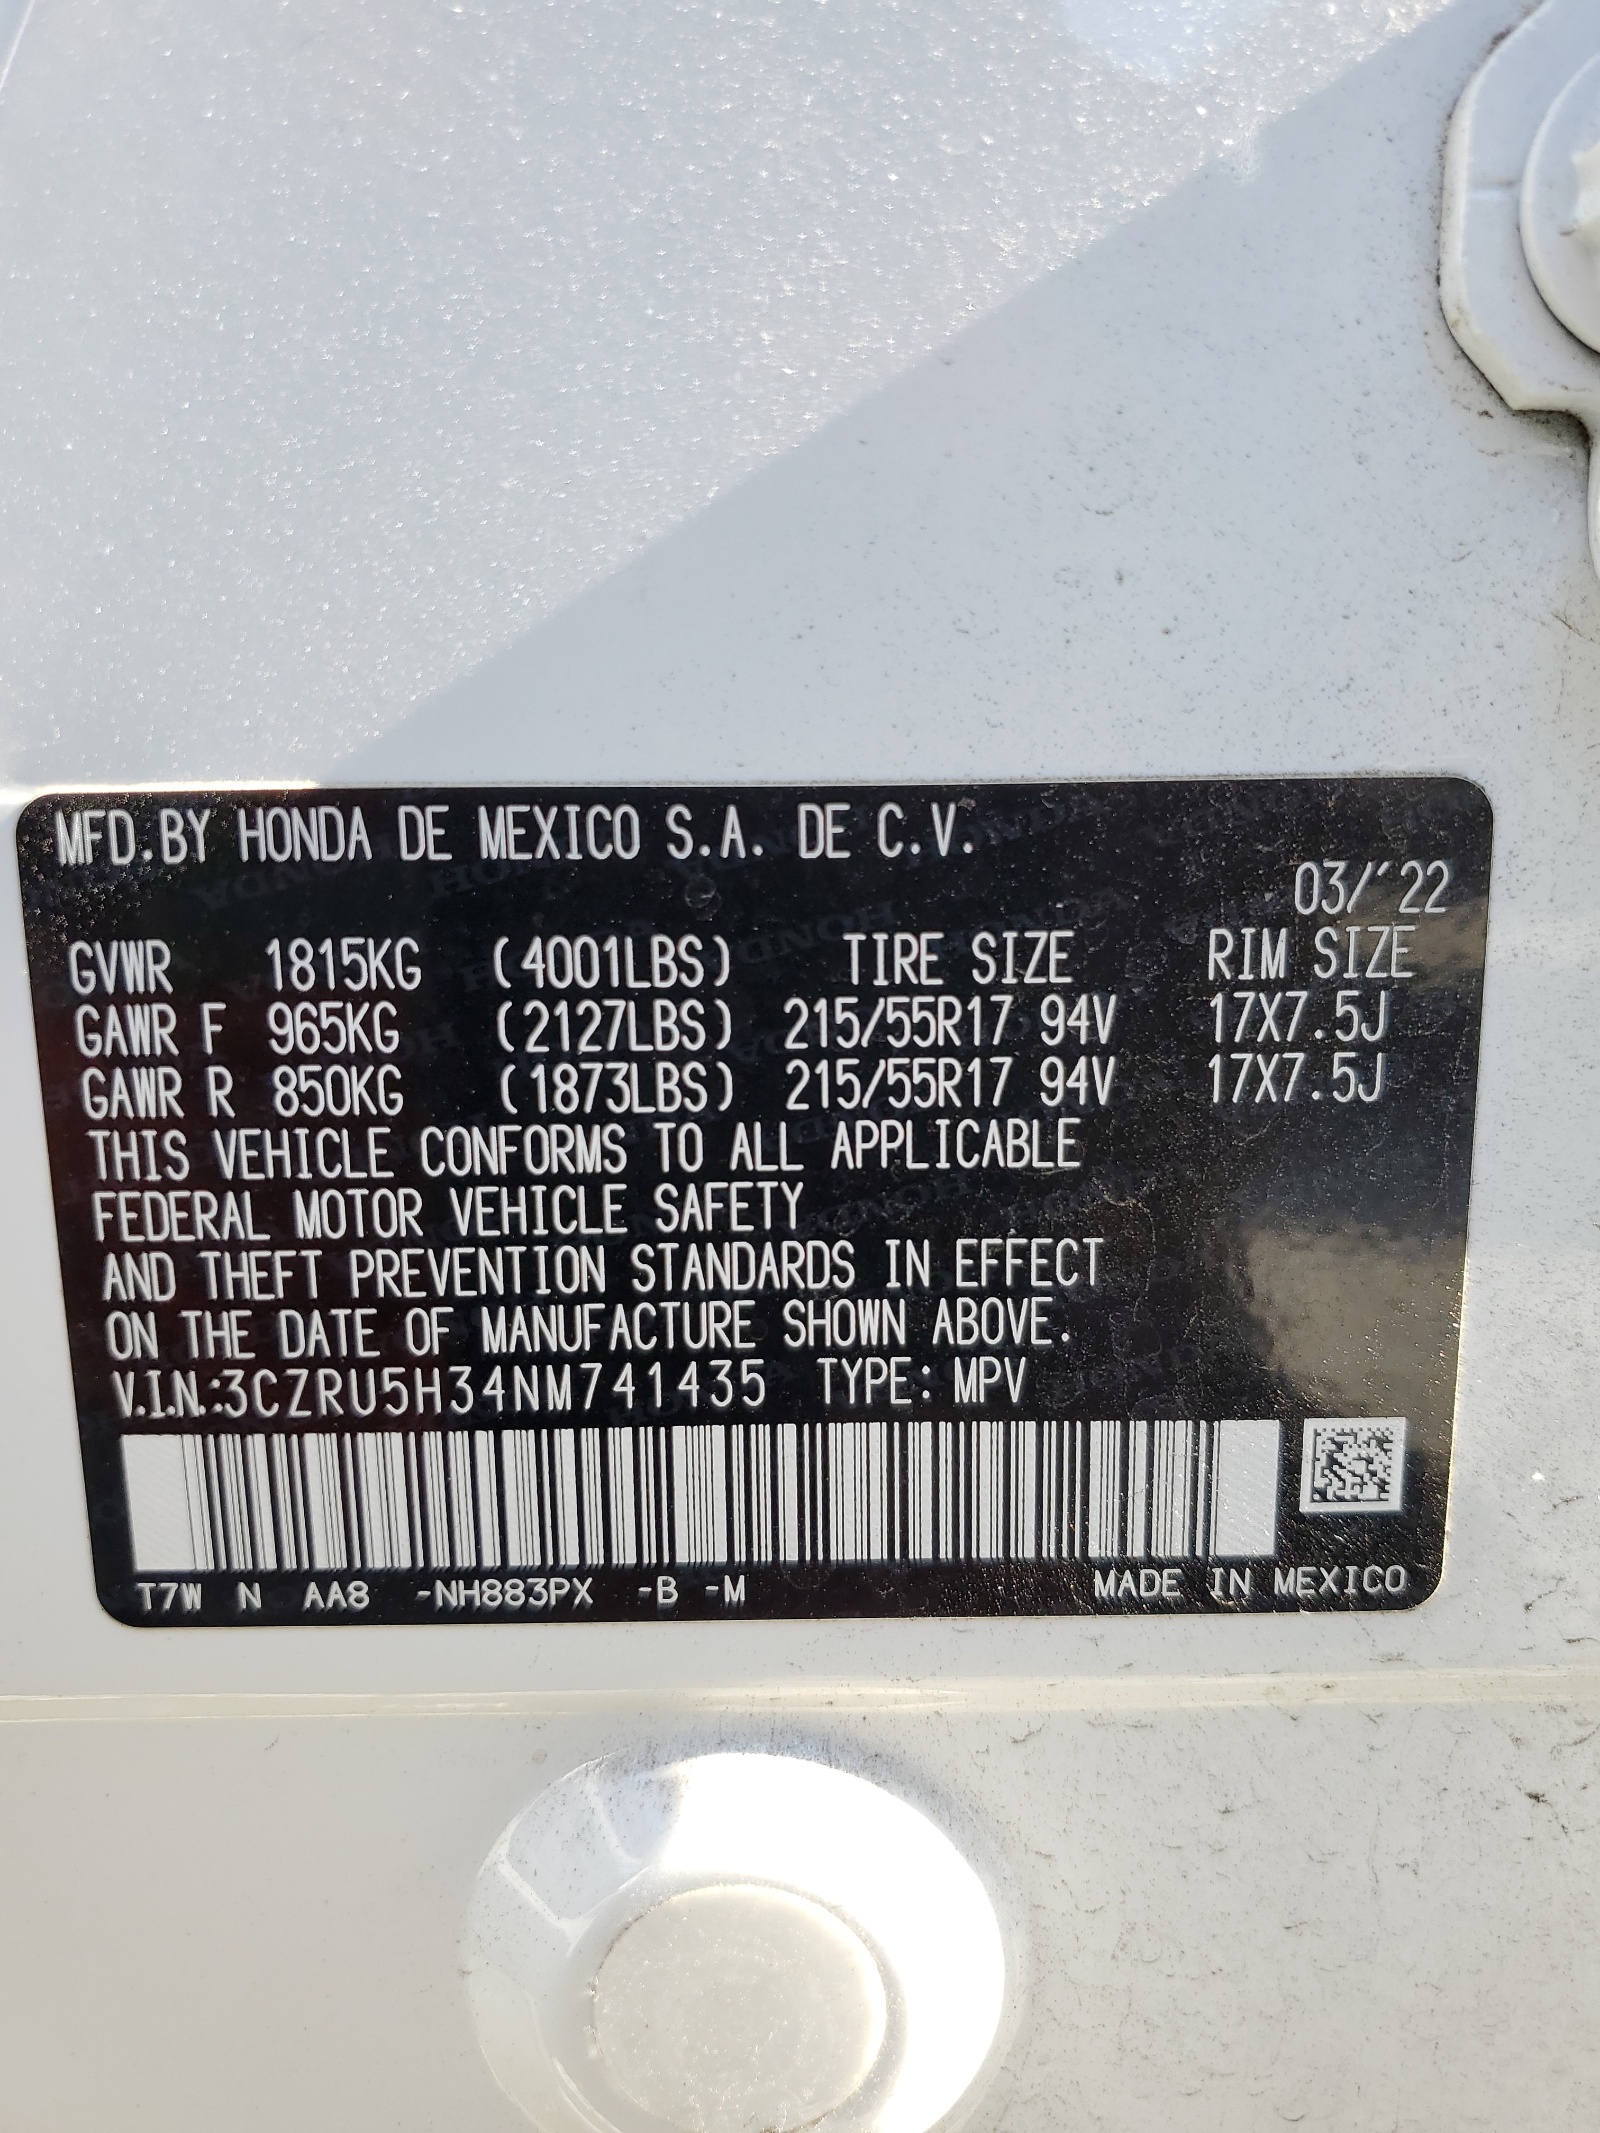 MFD.BY HONDA DE MEXICO S.A. DE C.V.
03/'22
GVWR 1815KG (4001LBS) TIRE SIZE RIM SIZE
GAWR F 965KG (2127LBS) 215/55R17 94V 17X7.5J
GAWR R 850KG (1873LBS) 215/55R17 94V 17X7.5J
THIS VEHICLE CONFORMS TO ALL APPLICABLE
FEDERAL MOTOR VEHICLE SAFETY
AND THEFT PREVENTION STANDARDS IN EFFECT
ON THE DATE OF MANUFACTURE SHOWN ABOVE.
V.I.N.:3CZRU5H34NM741435 TYPE: MPV
T7W N AA8 -NH883PX -B -M MADE IN MEXICO